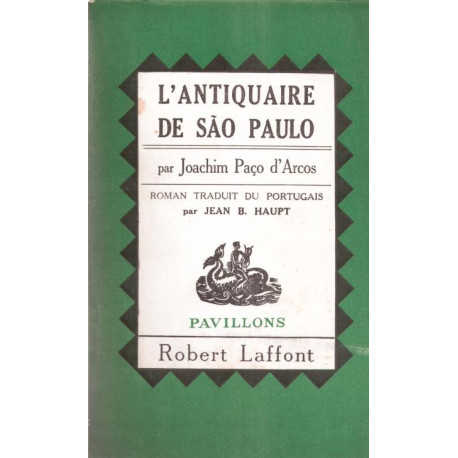 L'ANTIQUAIRE
DE SÃO PAULO
par Joachim Paço d'Arcos
ROMAN TRADUIT DU PORTUGAIS
par JEAN B. HAUPT
PAVILLONS
Robert Laffont